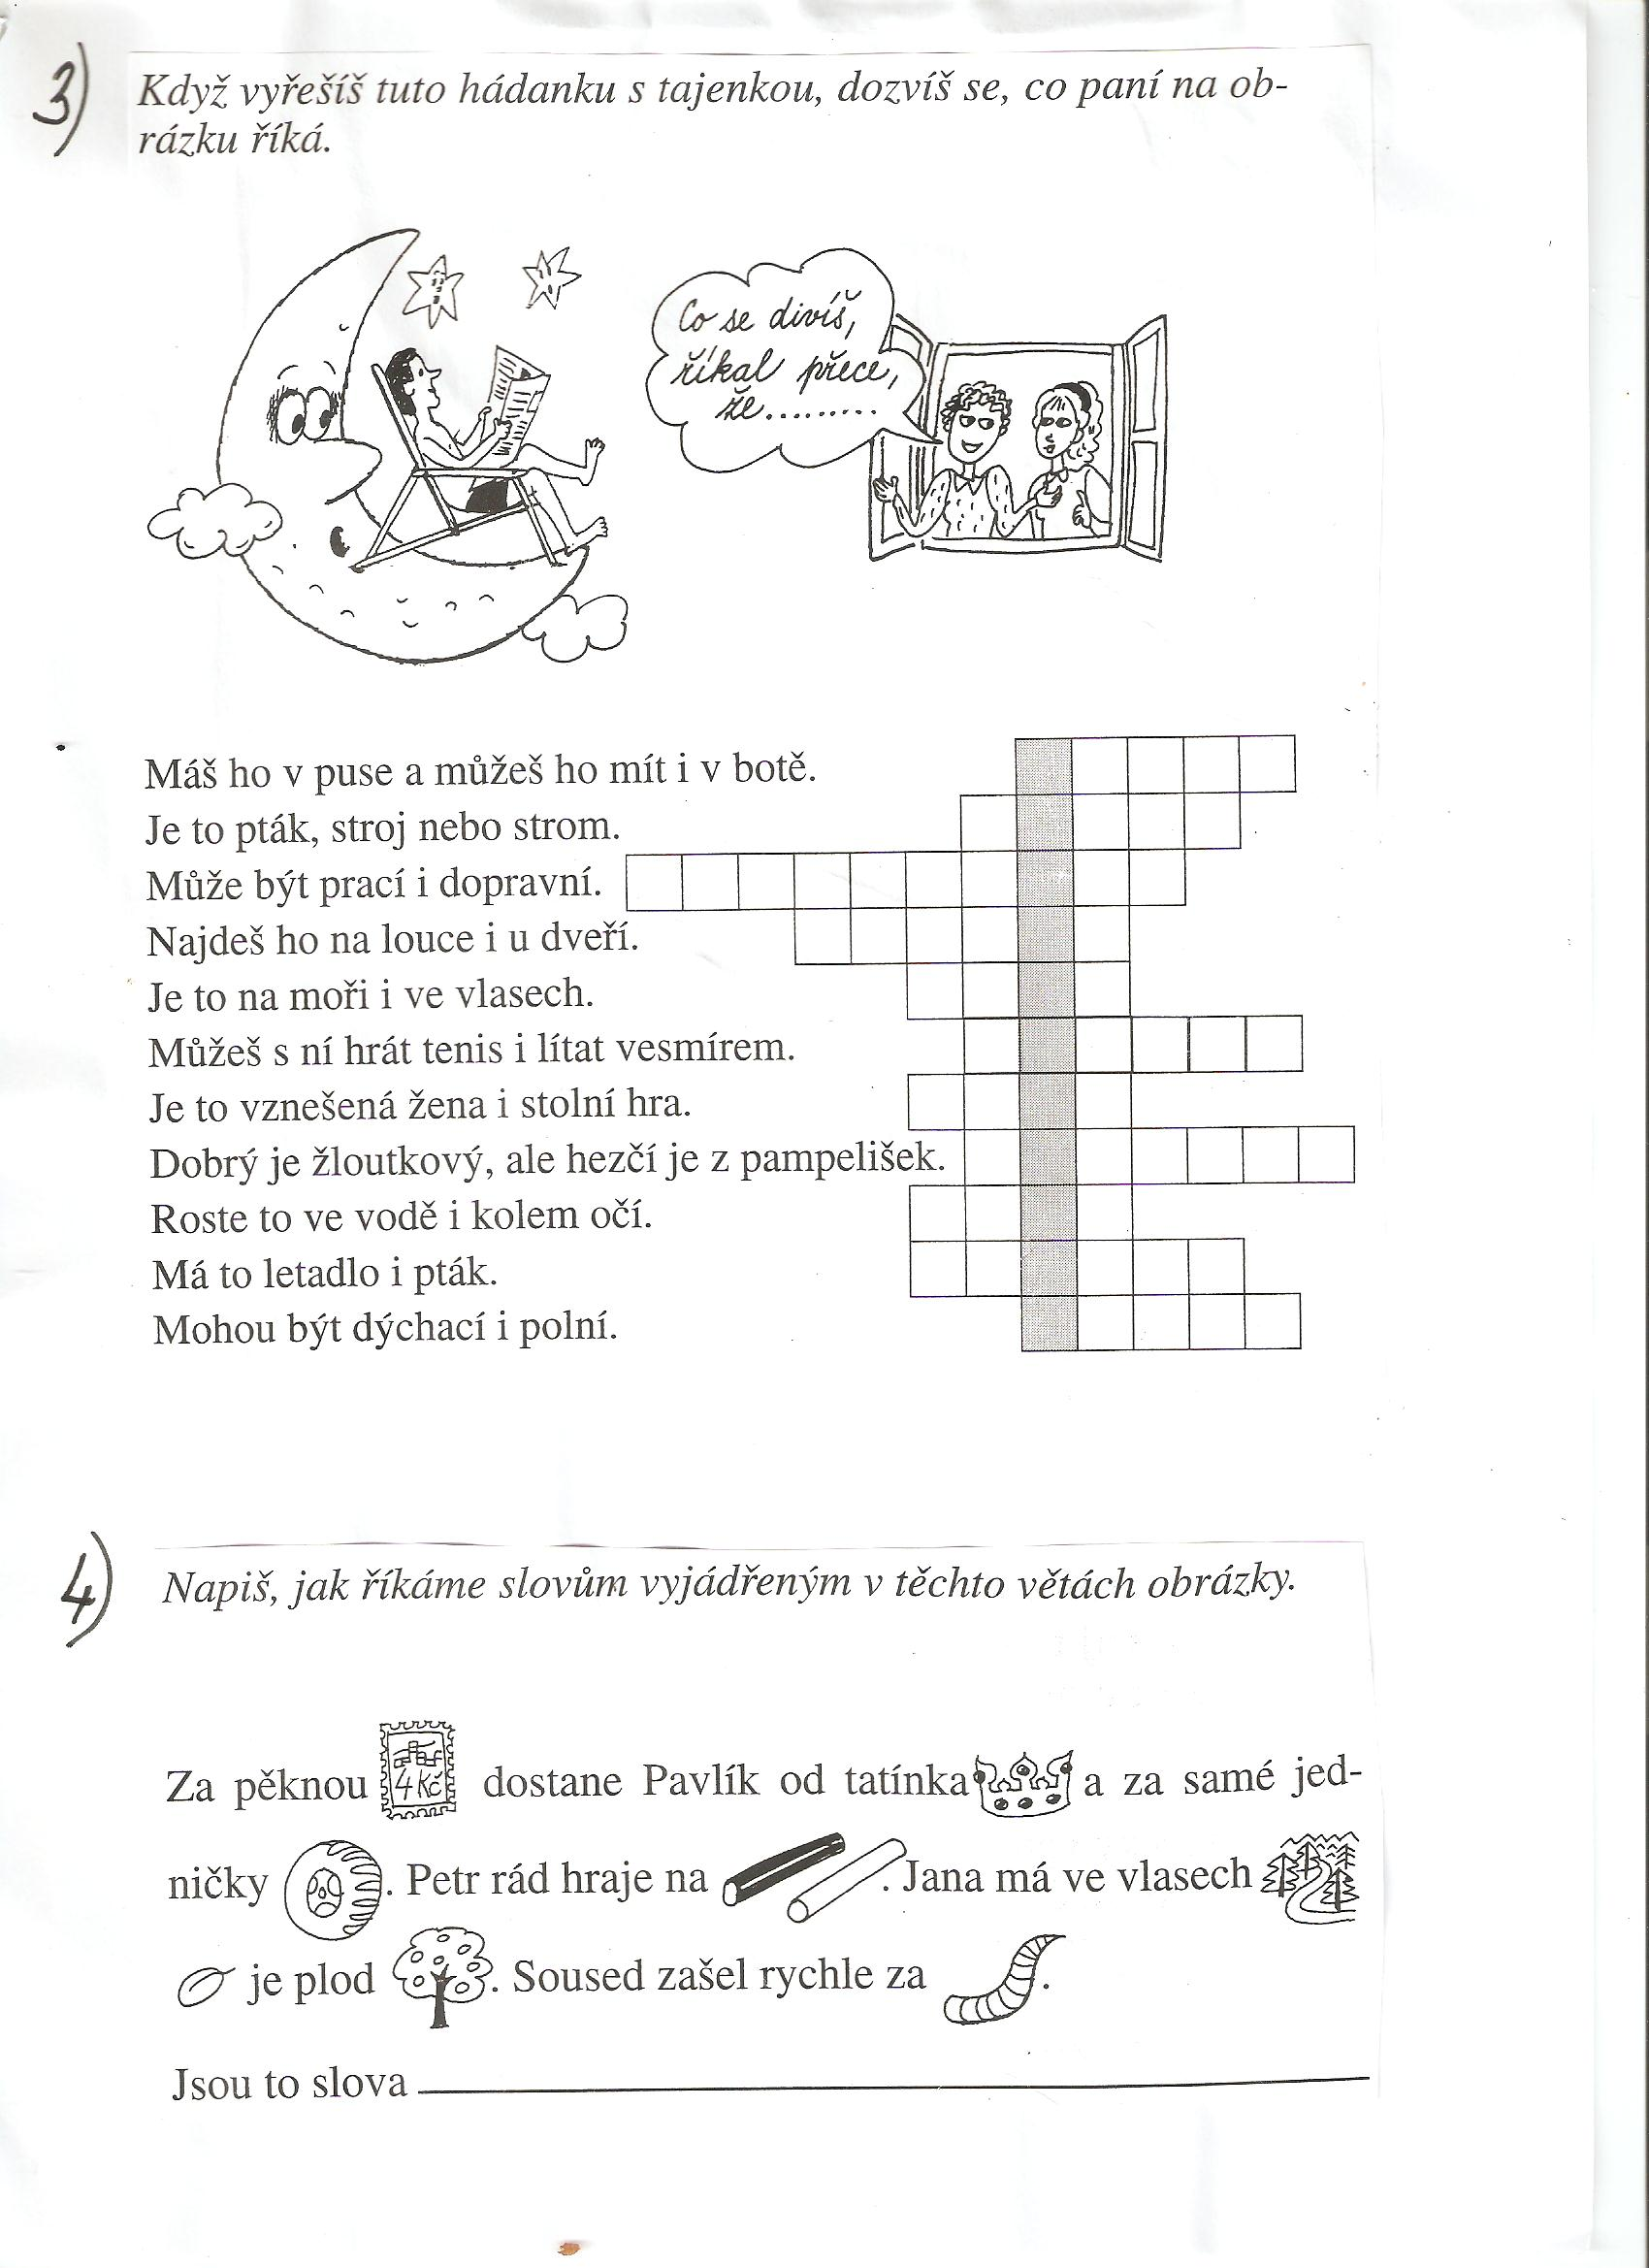 3)
Když vyřešíš tuto hádanku s tajenkou, dozvíš se, co paní na ob-
rázku říká.
Co se divíš,
říkal přece,
že.........
Máš ho v puse a můžeš ho mít i v botě.
Je to pták, stroj nebo strom.
Může být prací i dopravní.
Najdeš ho na louce i u dveří.
Je to na moři i ve vlasech.
Můžeš s ní hrát tenis i lítat vesmírem.
Je to vznešená žena i stolní hra.
Dobrý je žloutkový, ale hezčí je z pampelišek.
Roste to ve vodě i kolem očí.
Má to letadlo i pták.
Mohou být dýchací i polní.
4)
Napiš, jak říkáme slovům vyjádřeným v těchto větách obrázky.
Za pěknou 4 Kč dostane Pavlík od tatínka a za samé jed-
ničky . Petr rád hraje na . Jana má ve vlasech
je plod . Soused zašel rychle za .
Jsou to slova